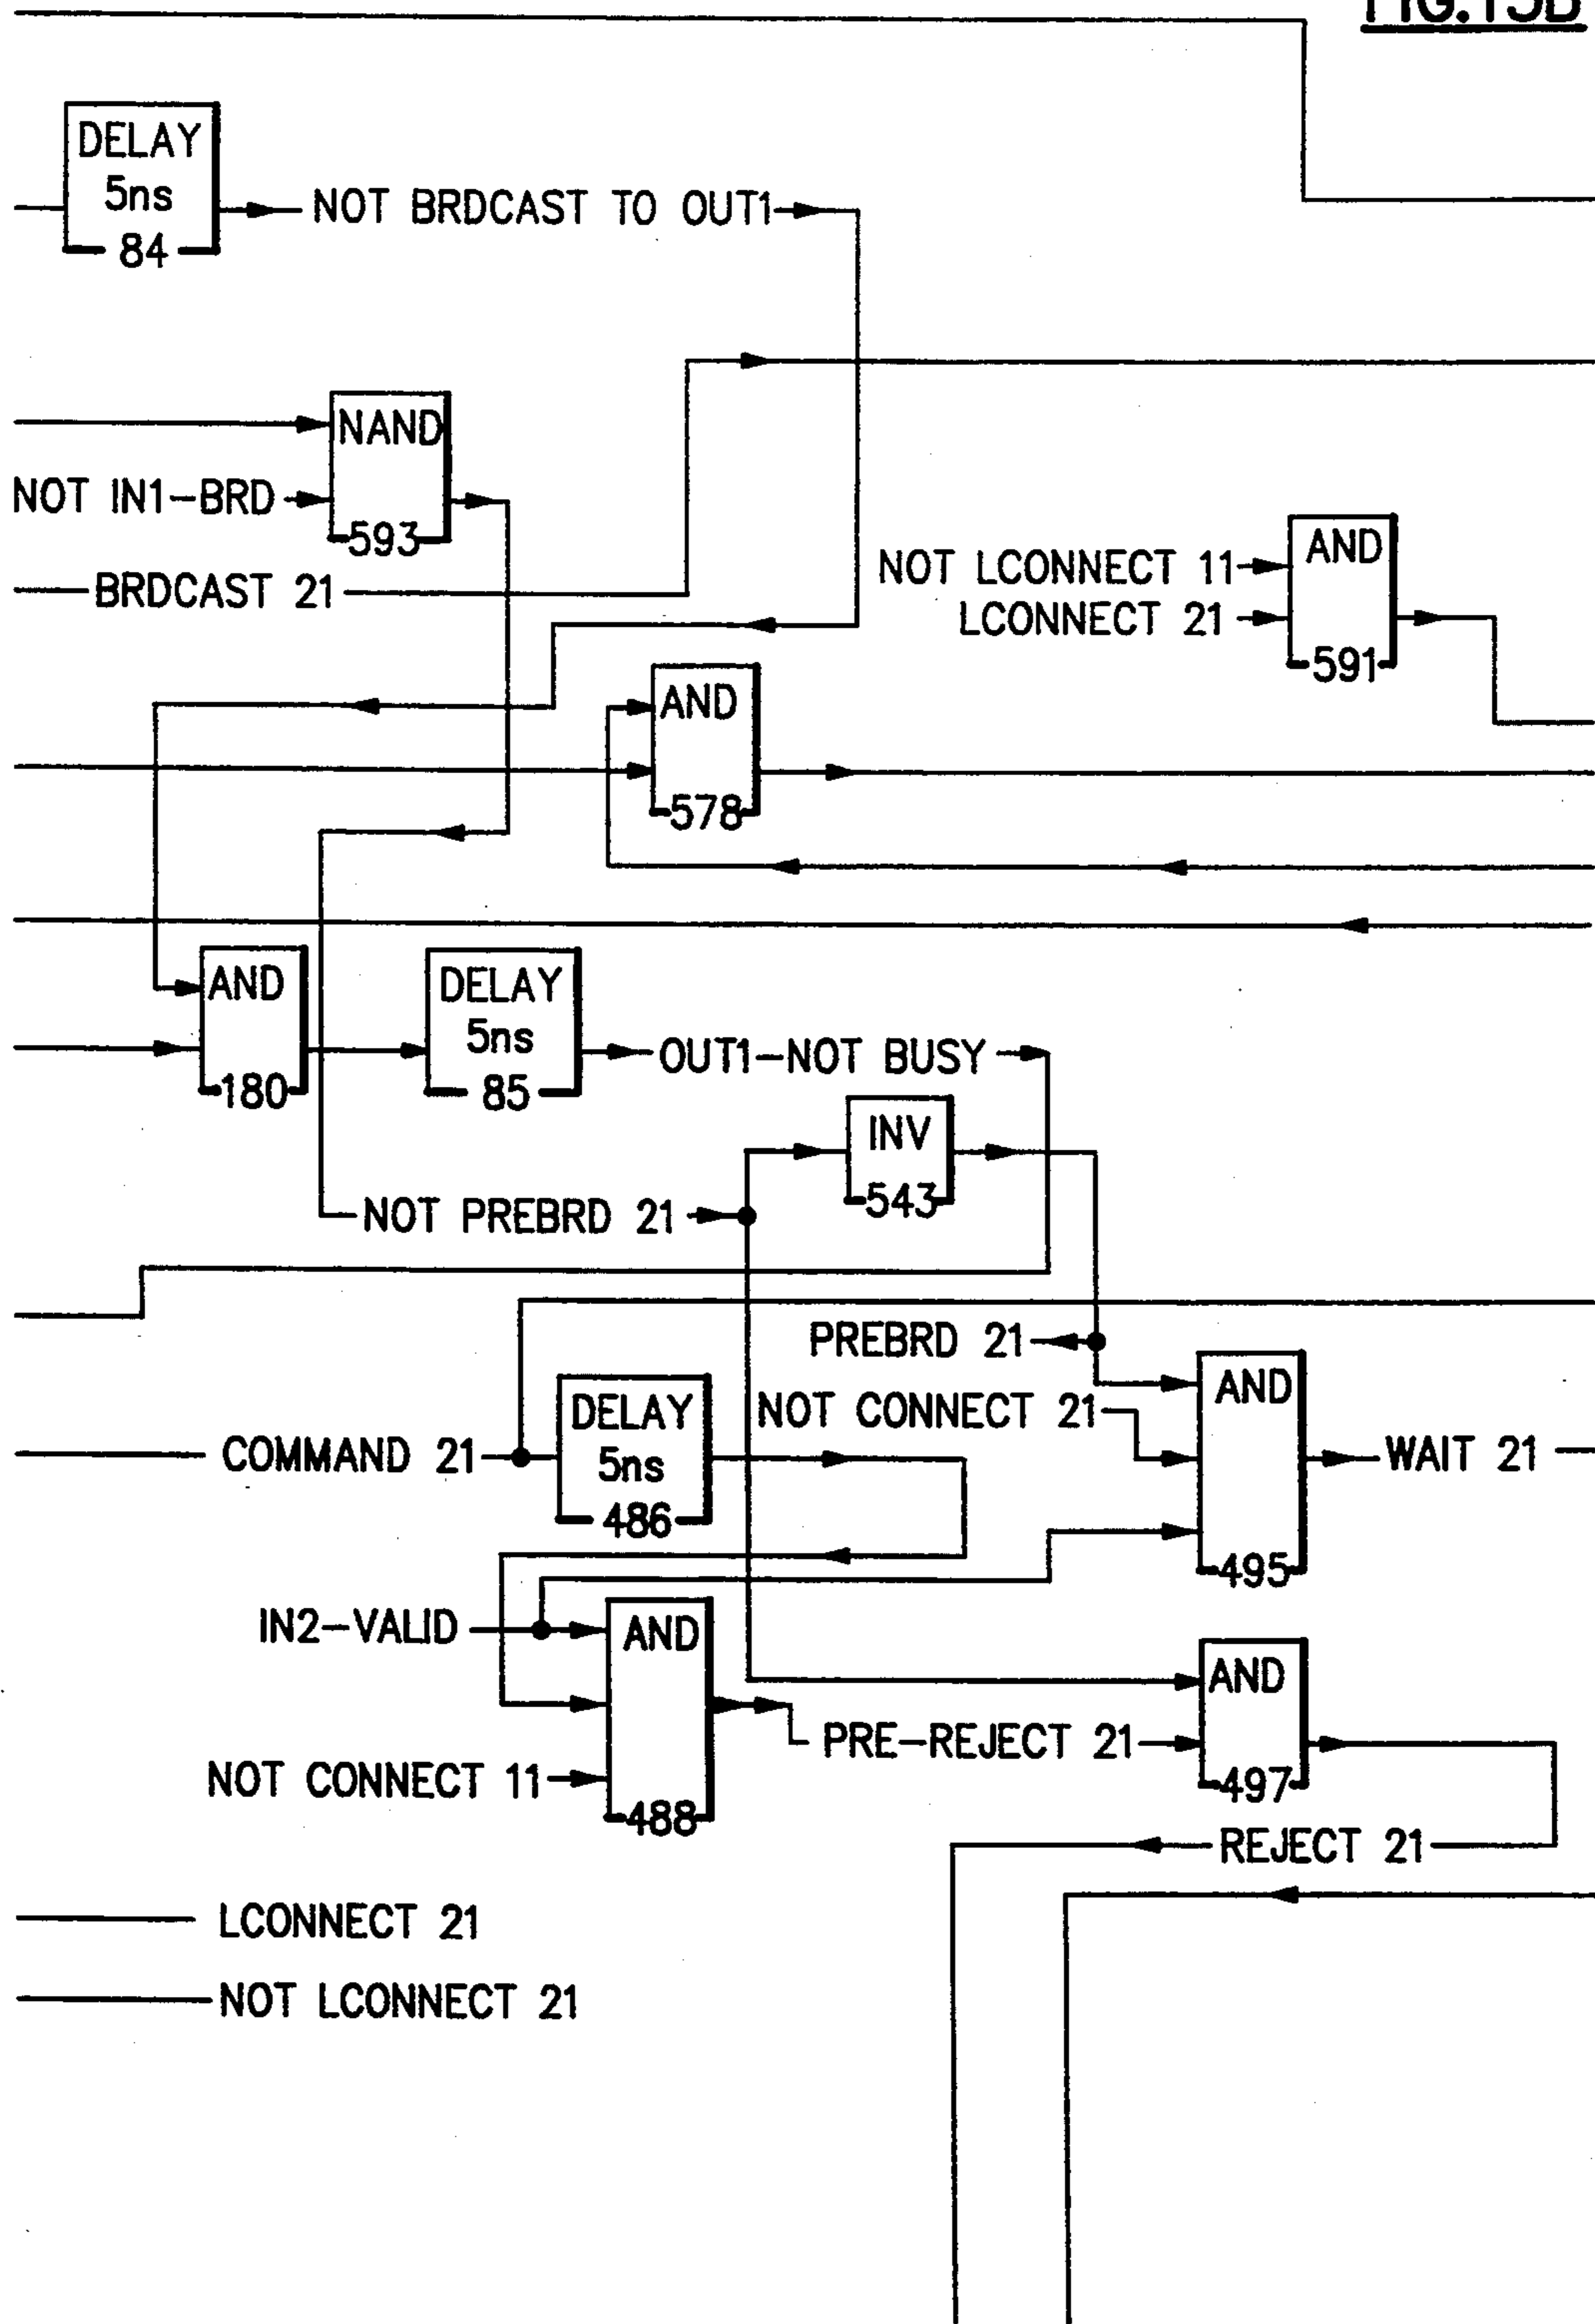 FIG.15B
DELAY
5ns
84
NOT BRDCAST TO OUT1
NAND
NOT IN1-BRD
593
BRDCAST 21
NOT LCONNECT 11
LCONNECT 21
AND
591
AND
578
AND
180
DELAY
5ns
85
OUT1-NOT BUSY
INV
543
NOT PREBRD 21
PREBRD 21
NOT CONNECT 21
AND
495
WAIT 21
COMMAND 21
DELAY
5ns
486
IN2-VALID
AND
488
NOT CONNECT 11
PRE-REJECT 21
AND
497
REJECT 21
LCONNECT 21
NOT LCONNECT 21